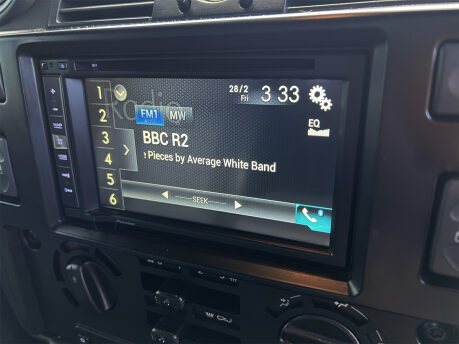 Radio
28/2
Fri
3 33
FM1 MW
EQ
BBC R2
e Pieces by Average White Band
SEEK
1
2
3
4
5
6